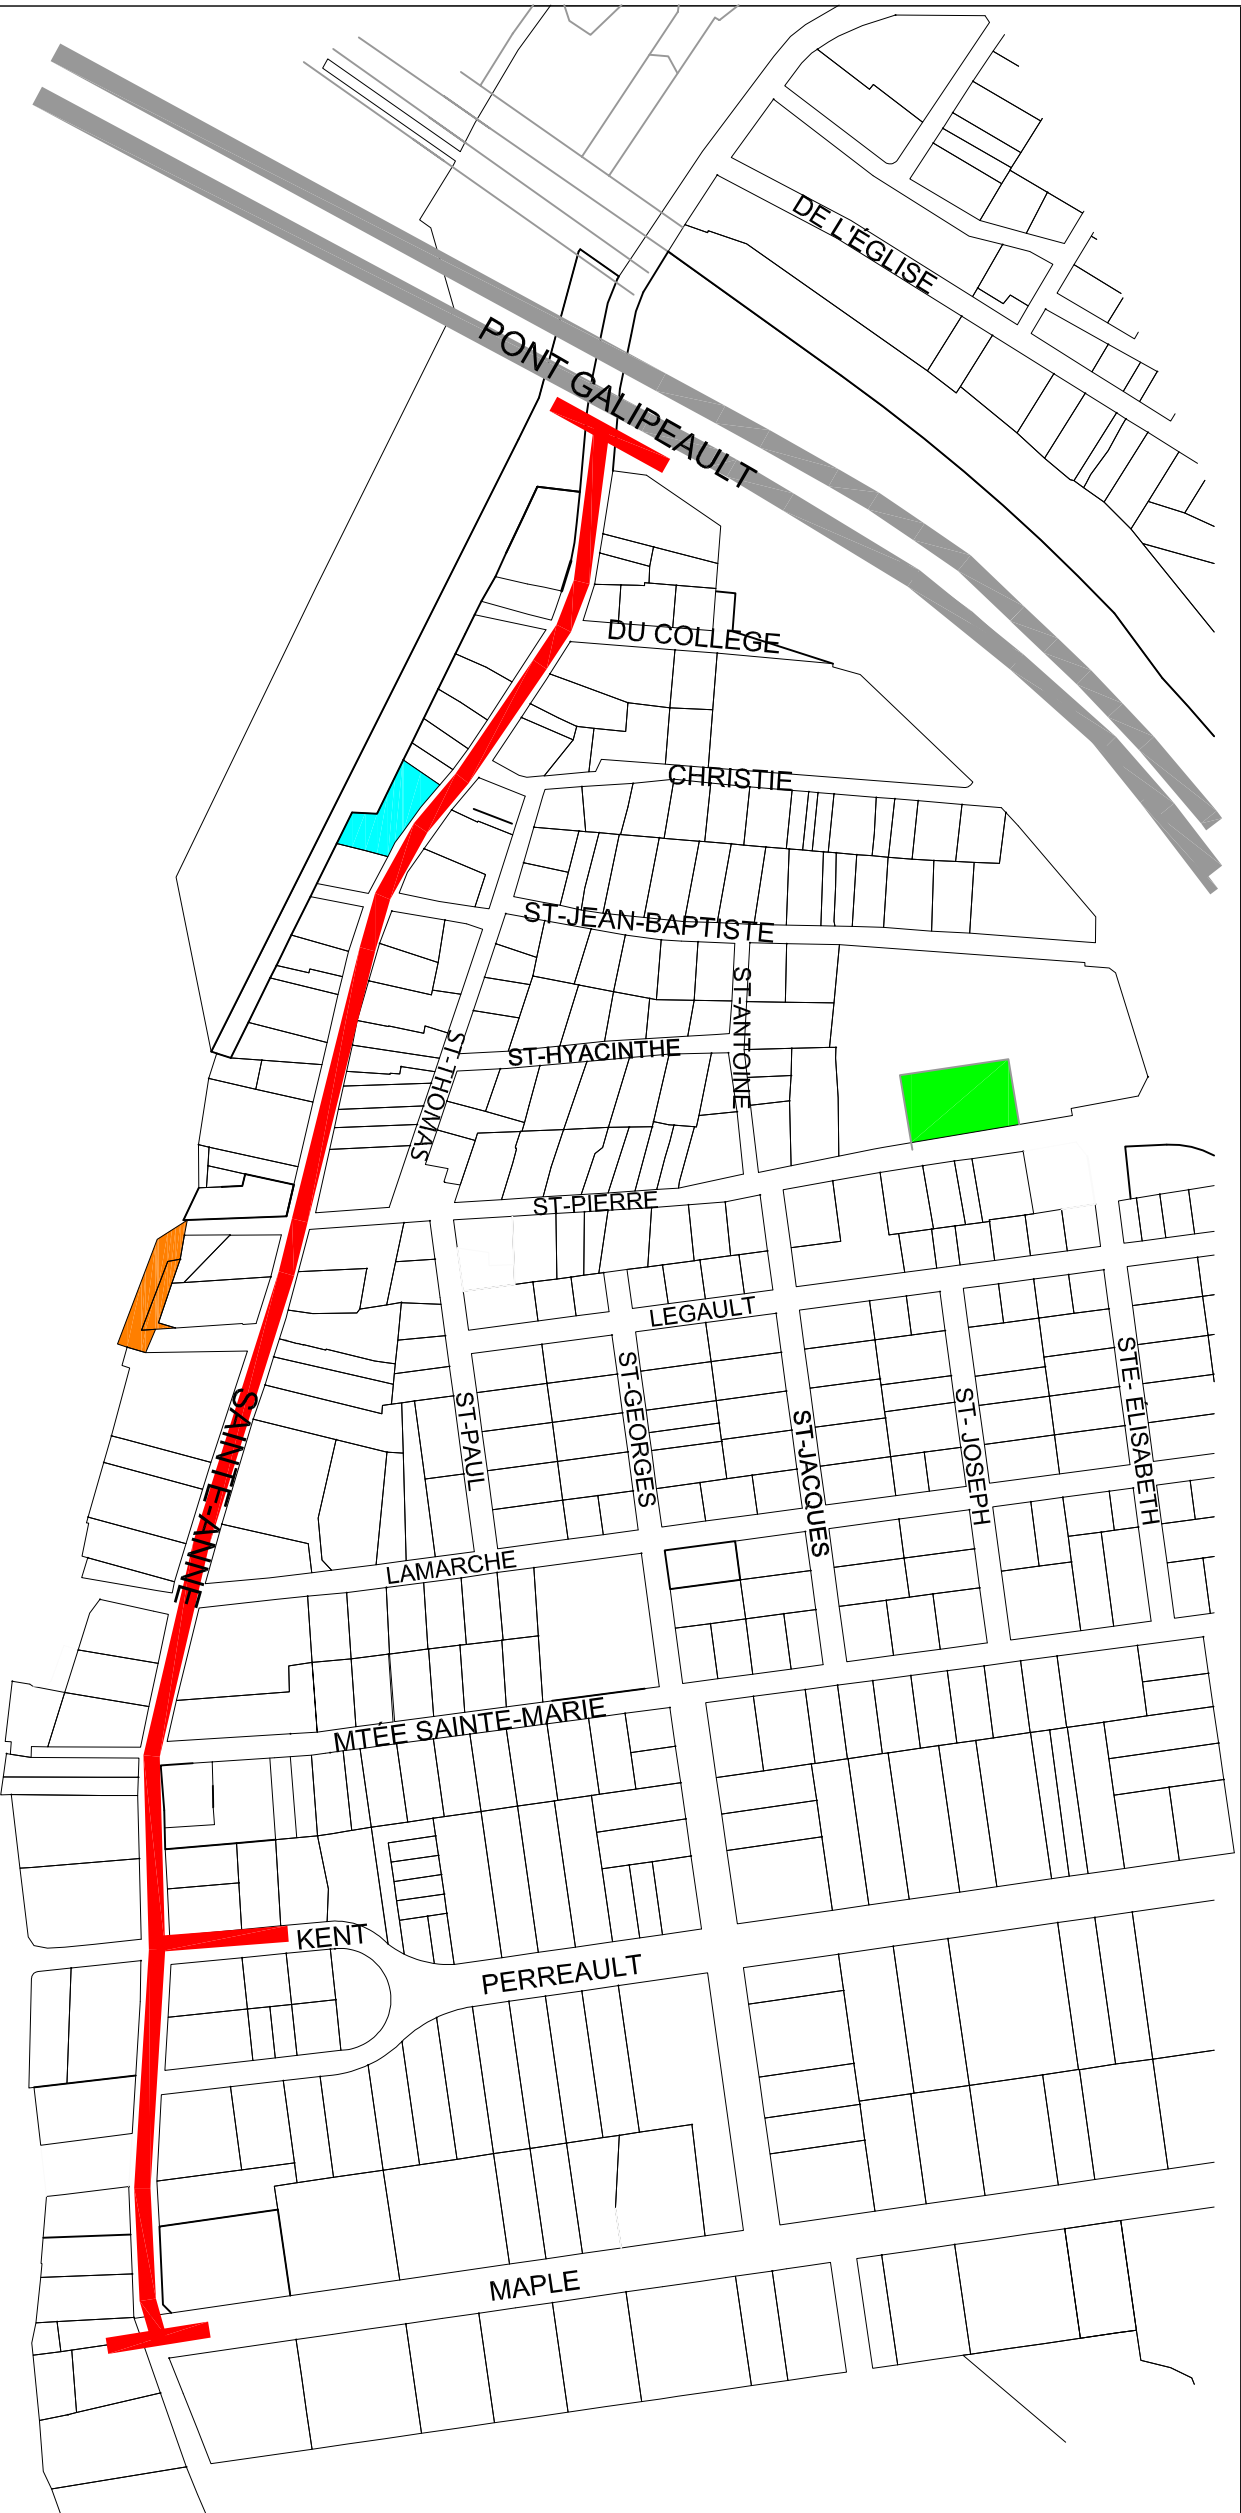 DE L'ÉGLISE
PONT GALIPEAULT
DU COLLEGE
CHRISTIE
ST-JEAN-BAPTISTE
ST-ANTOINE
ST-HYACINTHE
ST-THOMAS
ST-PIERRE
LEGAULT
SAINTE-ANNE
ST-PAUL
ST-GEORGES
ST-JACQUES
ST-JOSEPH
STE-ÉLISABETH
LAMARCHE
MTÉE SAINTE-MARIE
KENT
PERREAULT
MAPLE